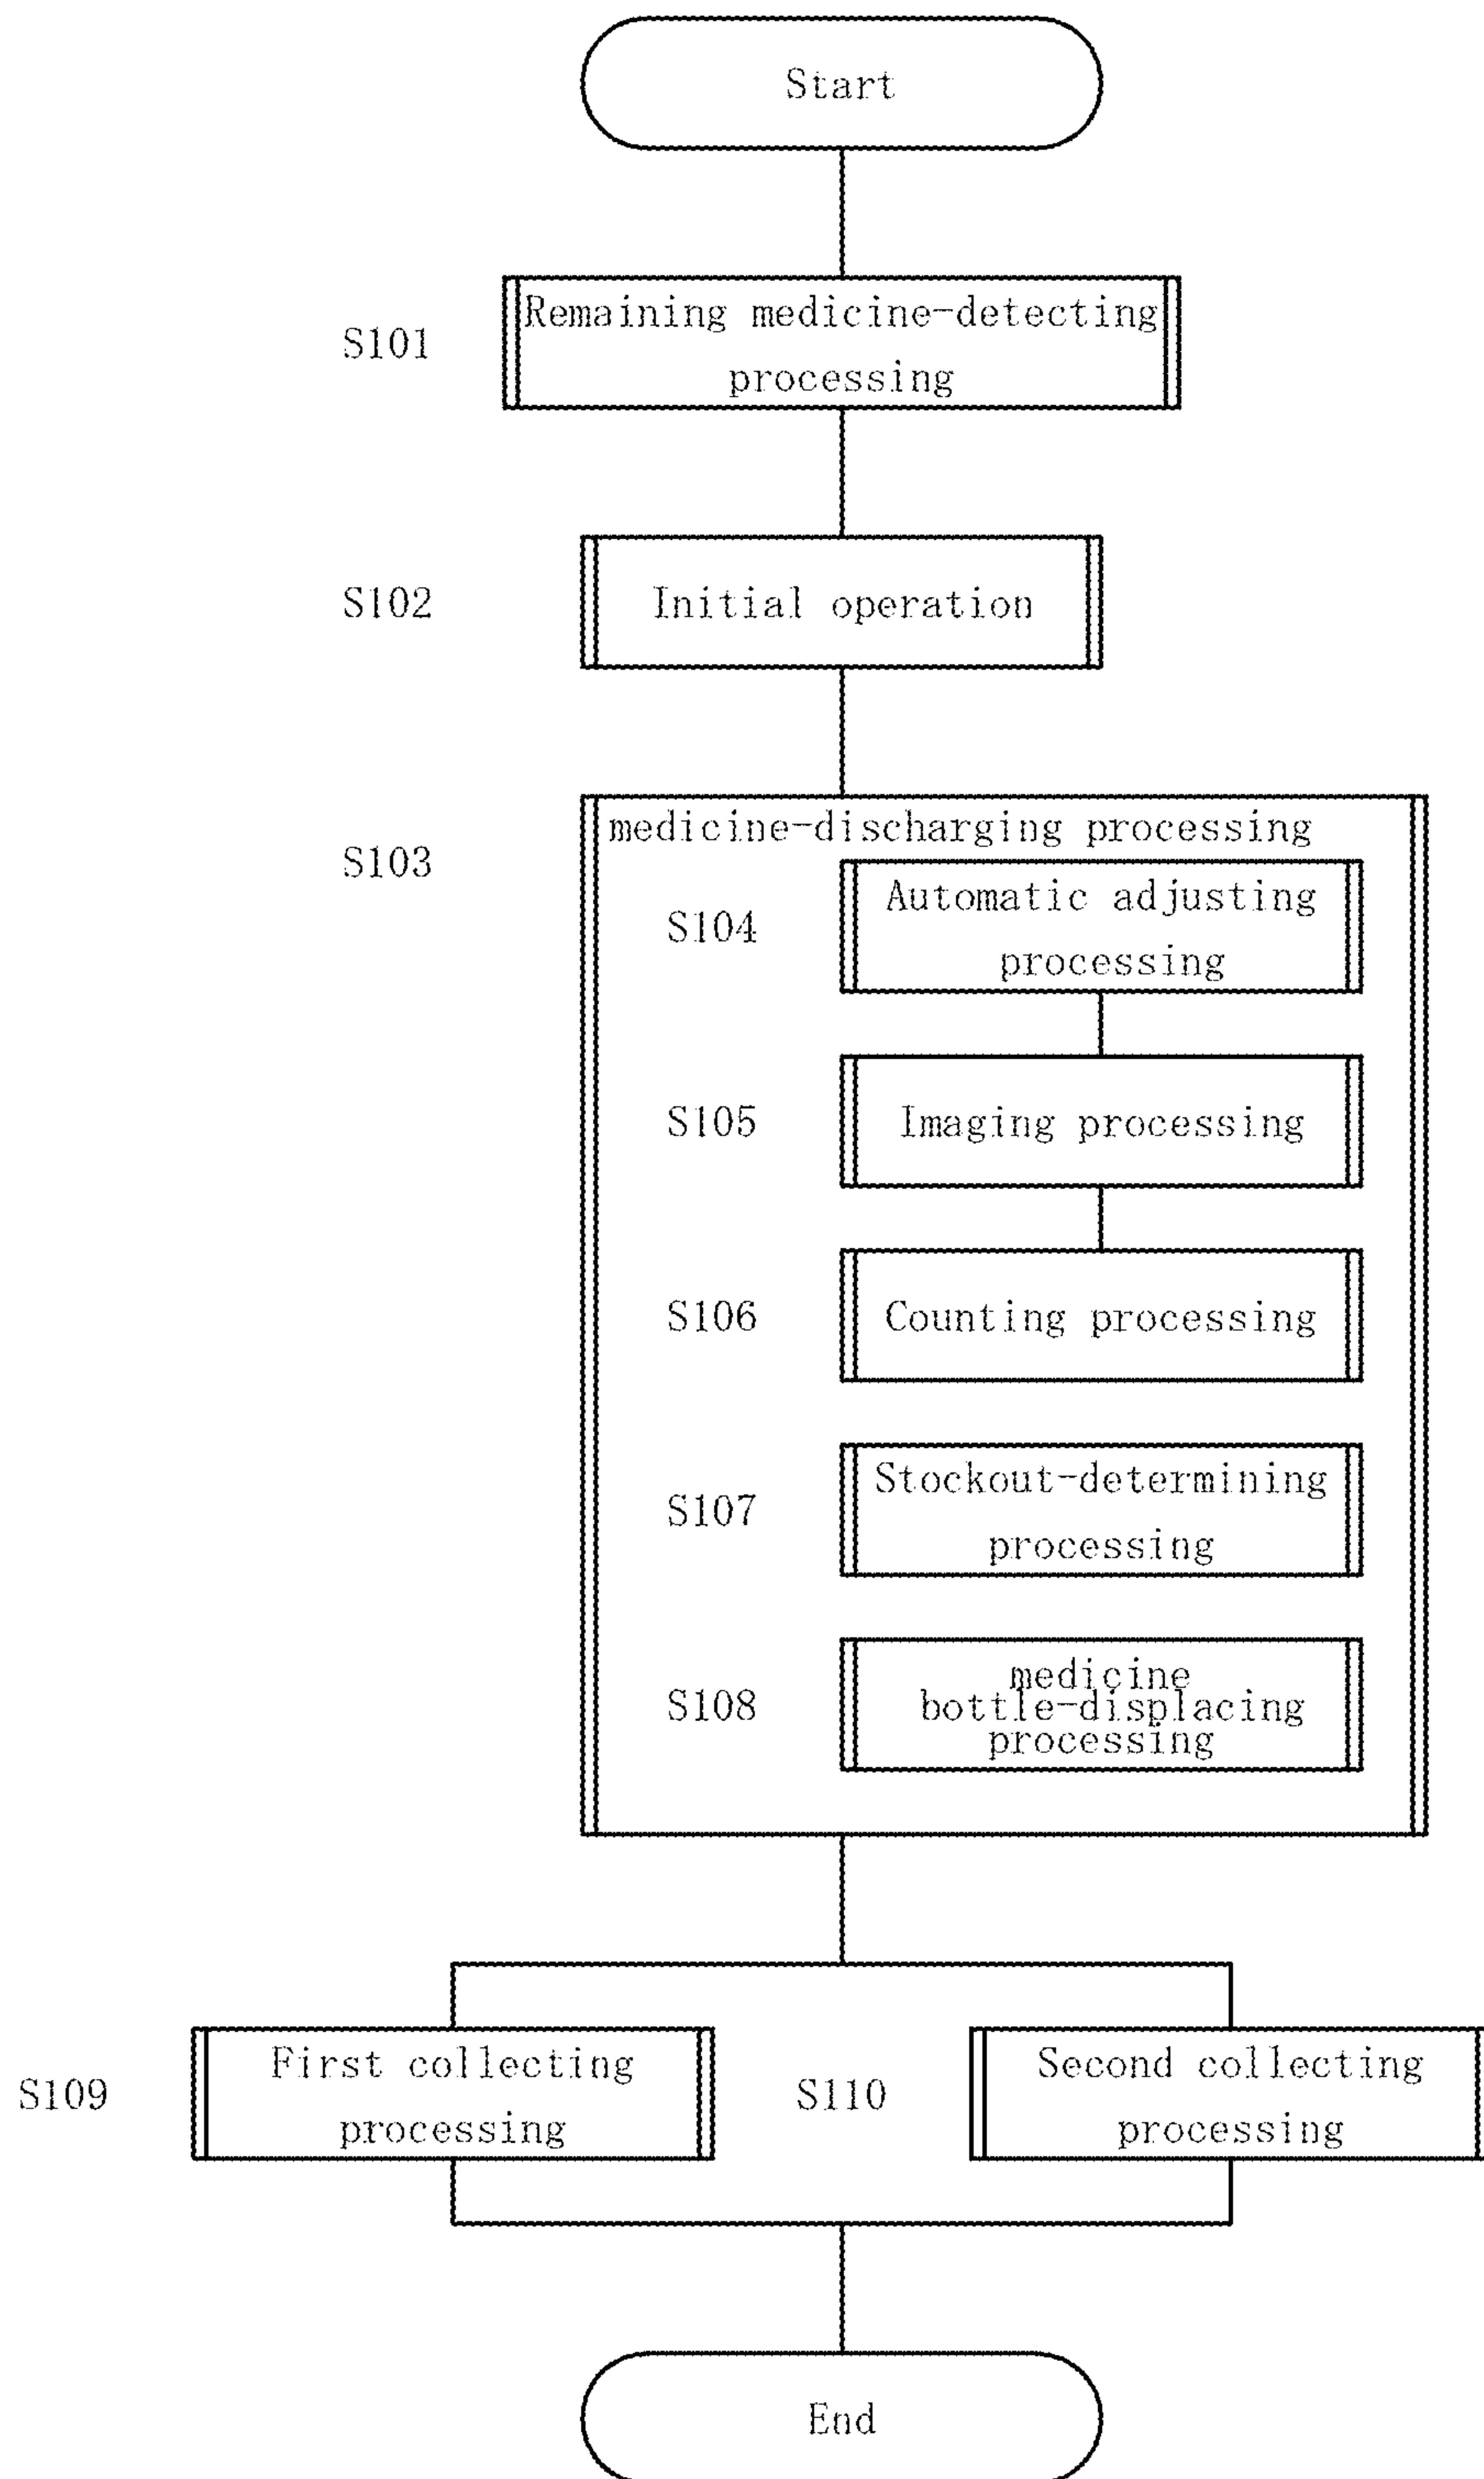 Start
S101
Remaining medicine-detecting
processing
S102
Initial operation
S103
medicine-discharging processing
S104
Automatic adjusting
processing
S105
Imaging processing
S106
Counting processing
S107
Stockout-determining
processing
S108
medicine
bottle-displacing
processing
S109
First collecting
processing
S110
Second collecting
processing
End